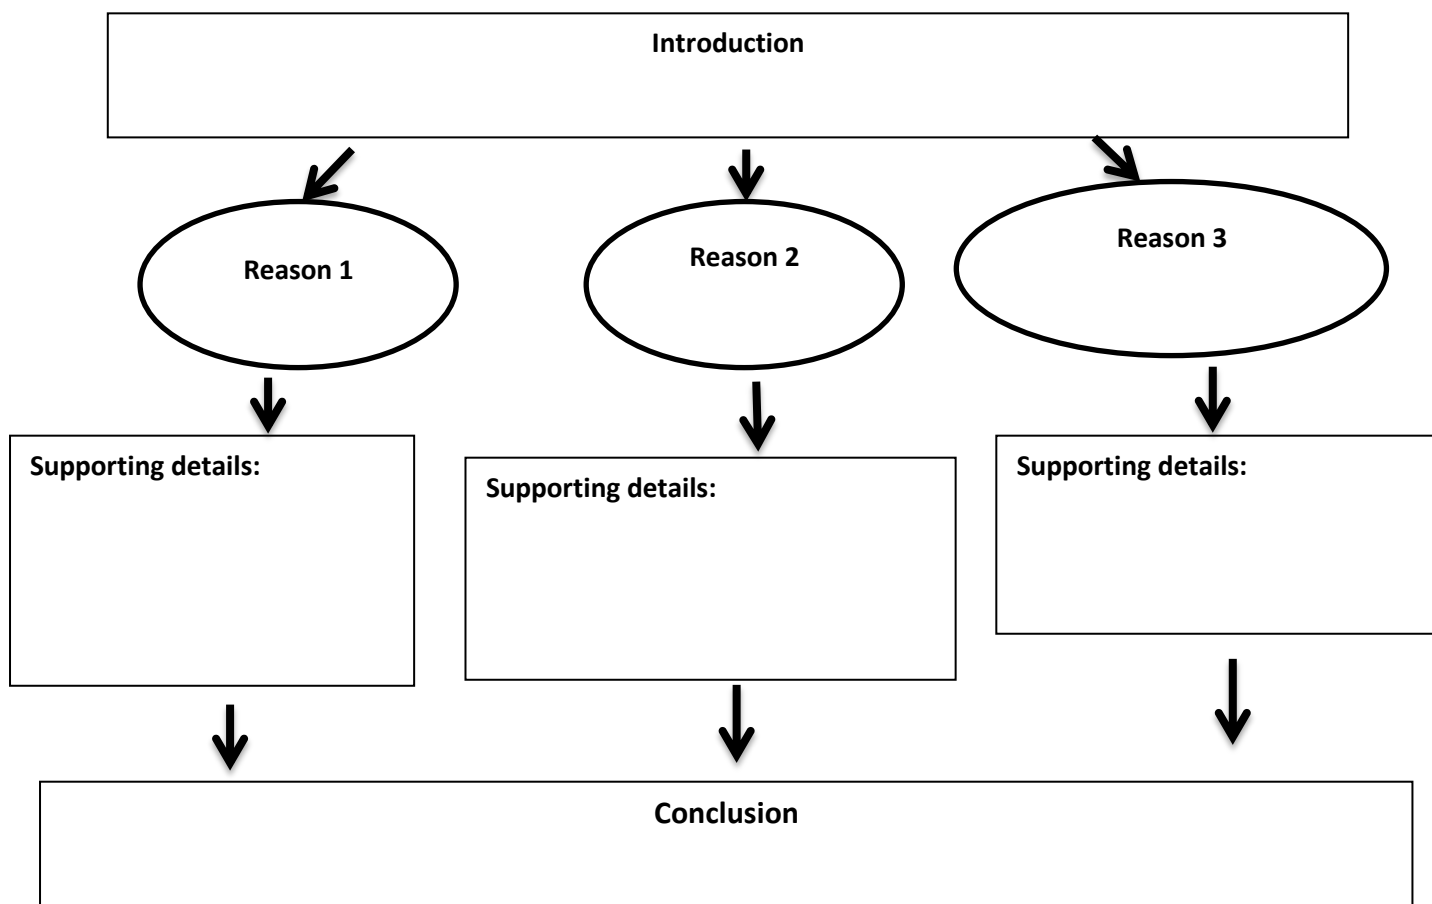 Introduction
Reason 1
Reason 2
Reason 3
Supporting details:
Supporting details:
Supporting details:
Conclusion